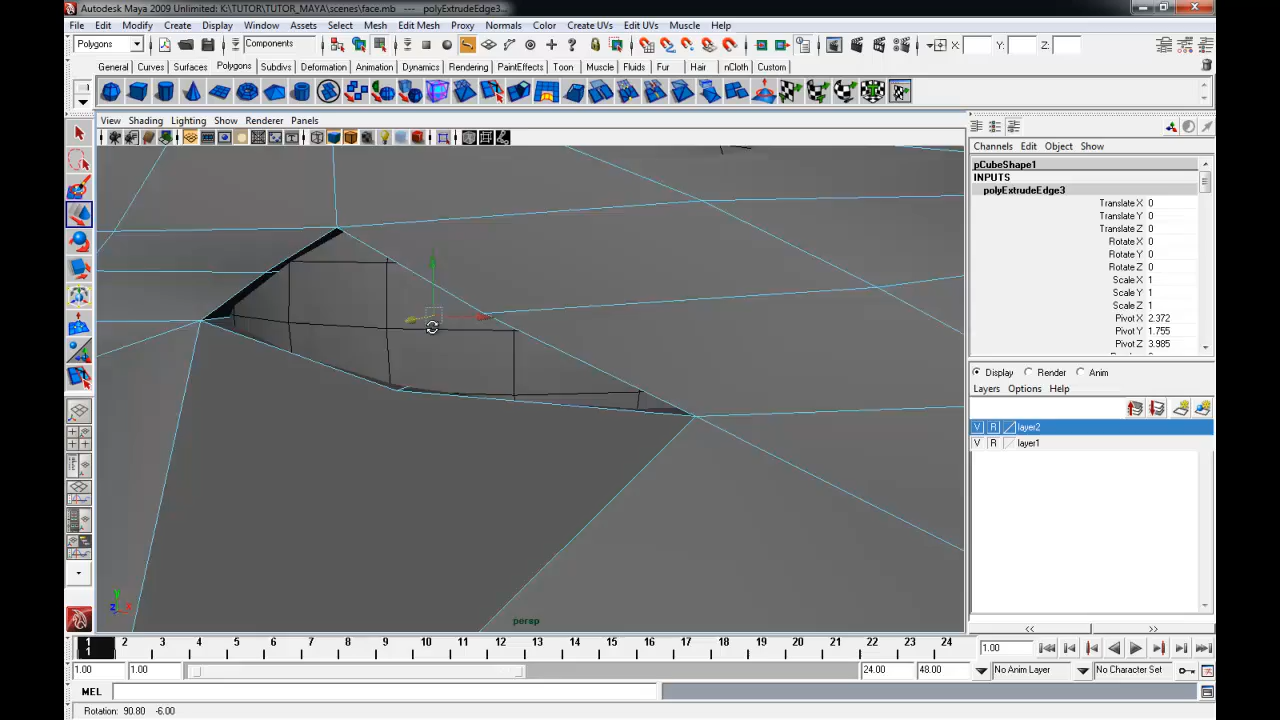 Autodesk Maya 2009 Unlimited: K:\TUTOR\TUTOR_MAYA\scenes\face.mb --- polyExtrudeEdge3...
File Edit Modify Create Display Window Assets Select Mesh Edit Mesh Proxy Normals Color Create UVs Edit UVs Muscle Help
Polygons Components X: Y: Z:
General Curves Surfaces Polygons Subdivs Deformation Animation Dynamics Rendering PaintEffects Toon Muscle Fluids Fur Hair nCloth Custom
View Shading Lighting Show Renderer Panels
Channels Edit Object Show
pCubeShape1
INPUTS
polyExtrudeEdge3
Translate X 0
Translate Y 0
Translate Z 0
Rotate X 0
Rotate Y 0
Rotate Z 0
Scale X 1
Scale Y 1
Scale Z 1
Pivot X 2.372
Pivot Y 1.755
Pivot Z 3.985
Display Render Anim
Layers Options Help
V R layer2
V R layer1
persp
1 2 3 4 5 6 7 8 9 10 11 12 13 14 15 16 17 18 19 20 21 22 23 24
1 1.00
1.00 1.00 24.00 48.00 No Anim Layer No Character Set
MEL
Rotation: 90.80 -6.00